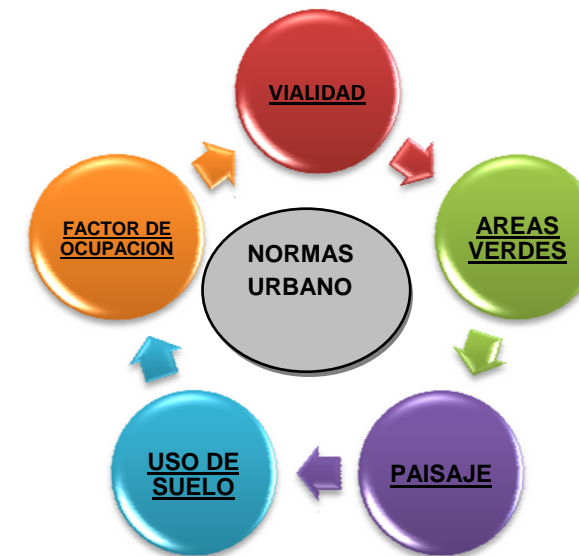 VIALIDAD
AREAS
VERDES
PAISAJE
USO DE
SUELO
FACTOR DE
OCUPACION
NORMAS
URBANO